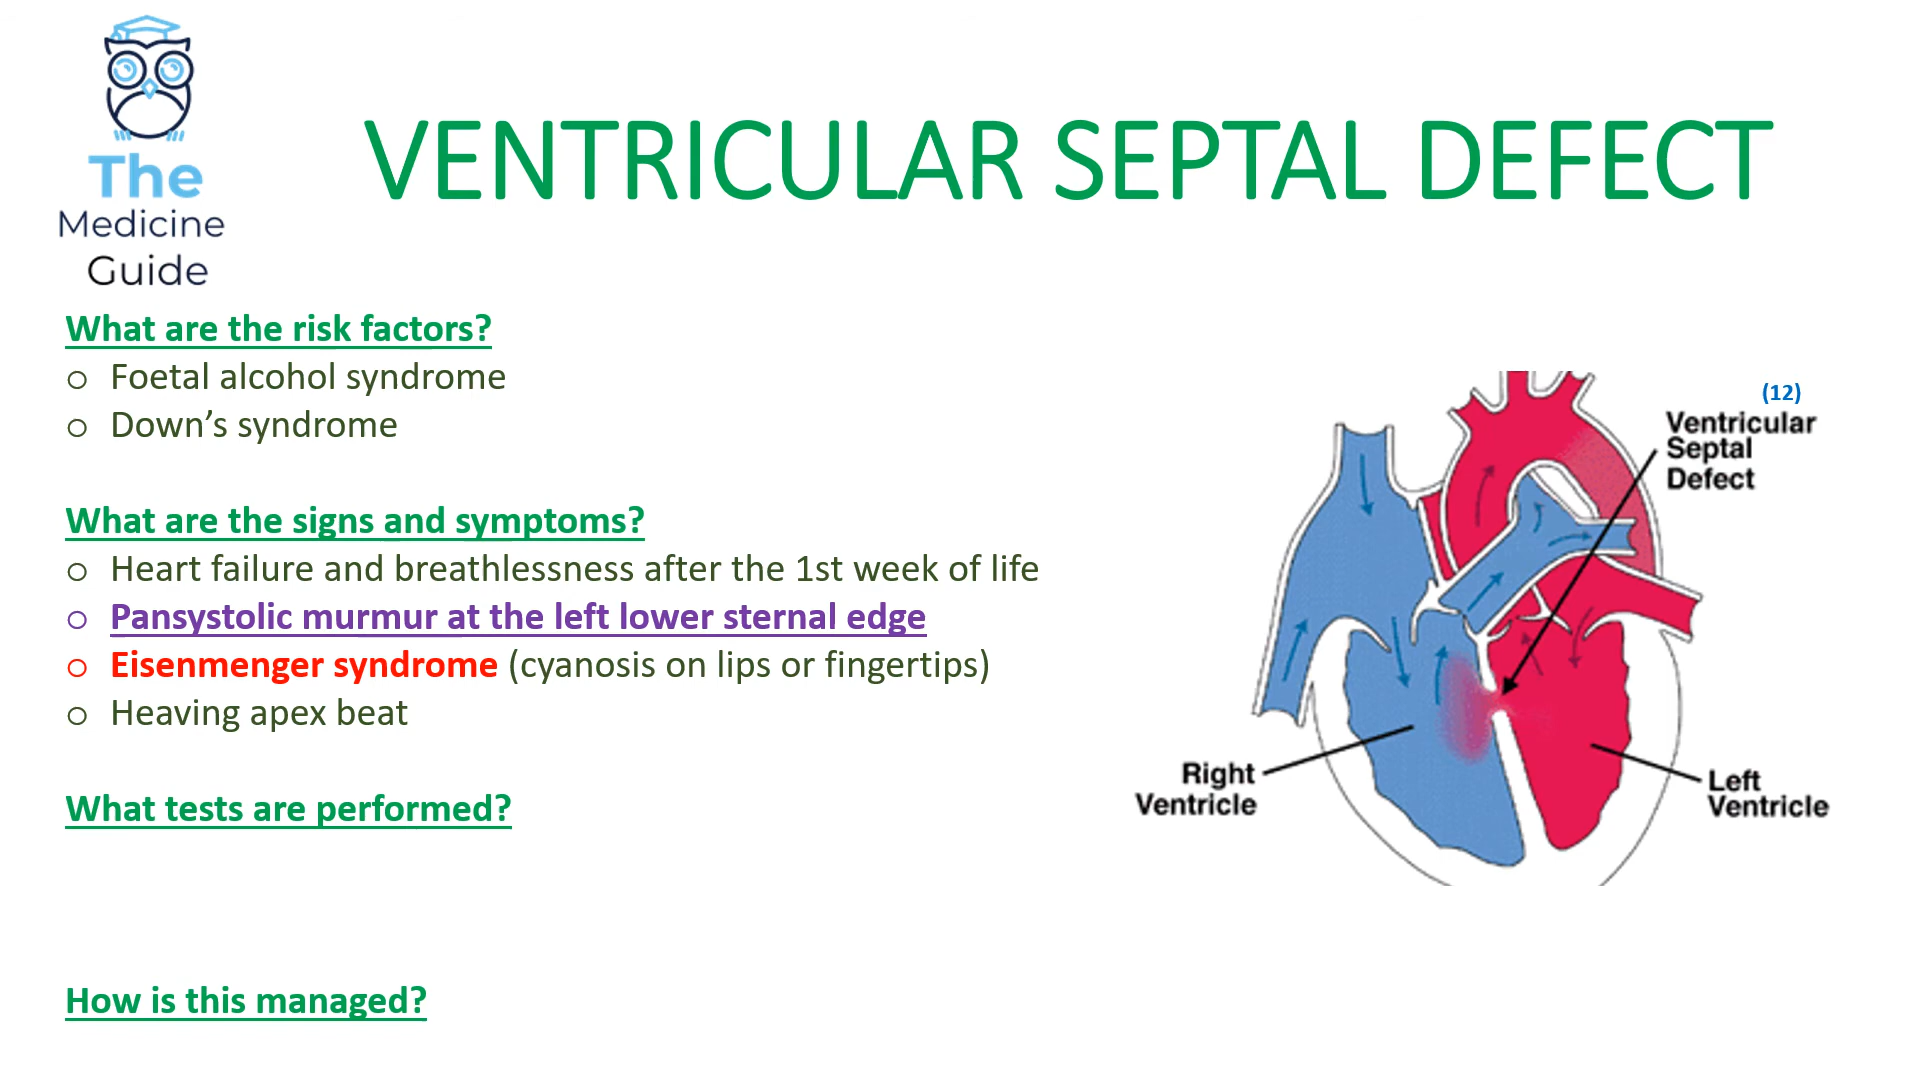 The
Medicine
Guide
VENTRICULAR SEPTAL DEFECT
What are the risk factors?
o Foetal alcohol syndrome
o Down’s syndrome
What are the signs and symptoms?
o Heart failure and breathlessness after the 1st week of life
o Pansystolic murmur at the left lower sternal edge
o Eisenmenger syndrome (cyanosis on lips or fingertips)
o Heaving apex beat
What tests are performed?
How is this managed?
(12)
Ventricular
Septal
Defect
Right
Ventricle
Left
Ventricle